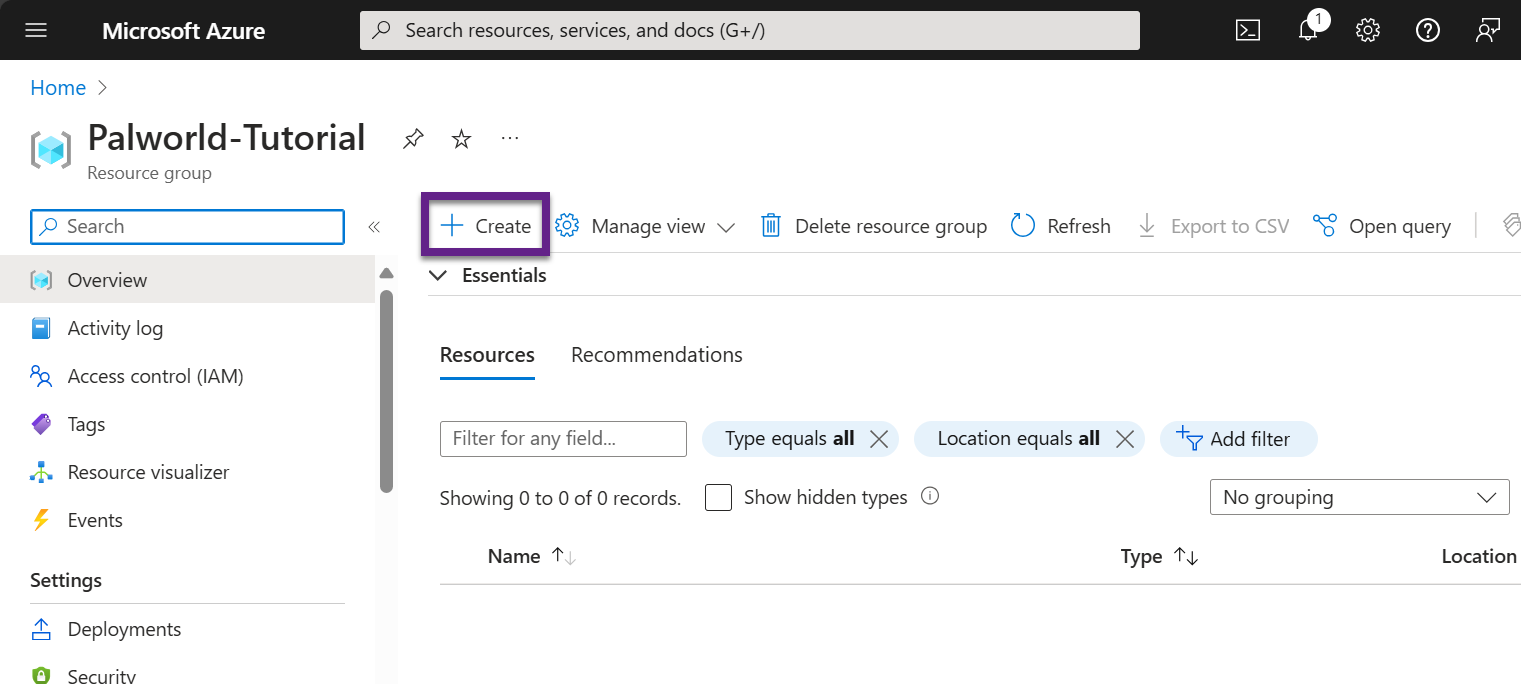 Microsoft Azure
Search resources, services, and docs (G+/)
1
Home
Palworld-Tutorial
Resource group
Search
Create
Manage view
Delete resource group
Refresh
Export to CSV
Open query
Overview
Activity log
Access control (IAM)
Tags
Resource visualizer
Events
Settings
Deployments
Security
Essentials
Resources
Recommendations
Filter for any field...
Type equals all
Location equals all
Add filter
Showing 0 to 0 of 0 records.
Show hidden types
No grouping
Name
Type
Location